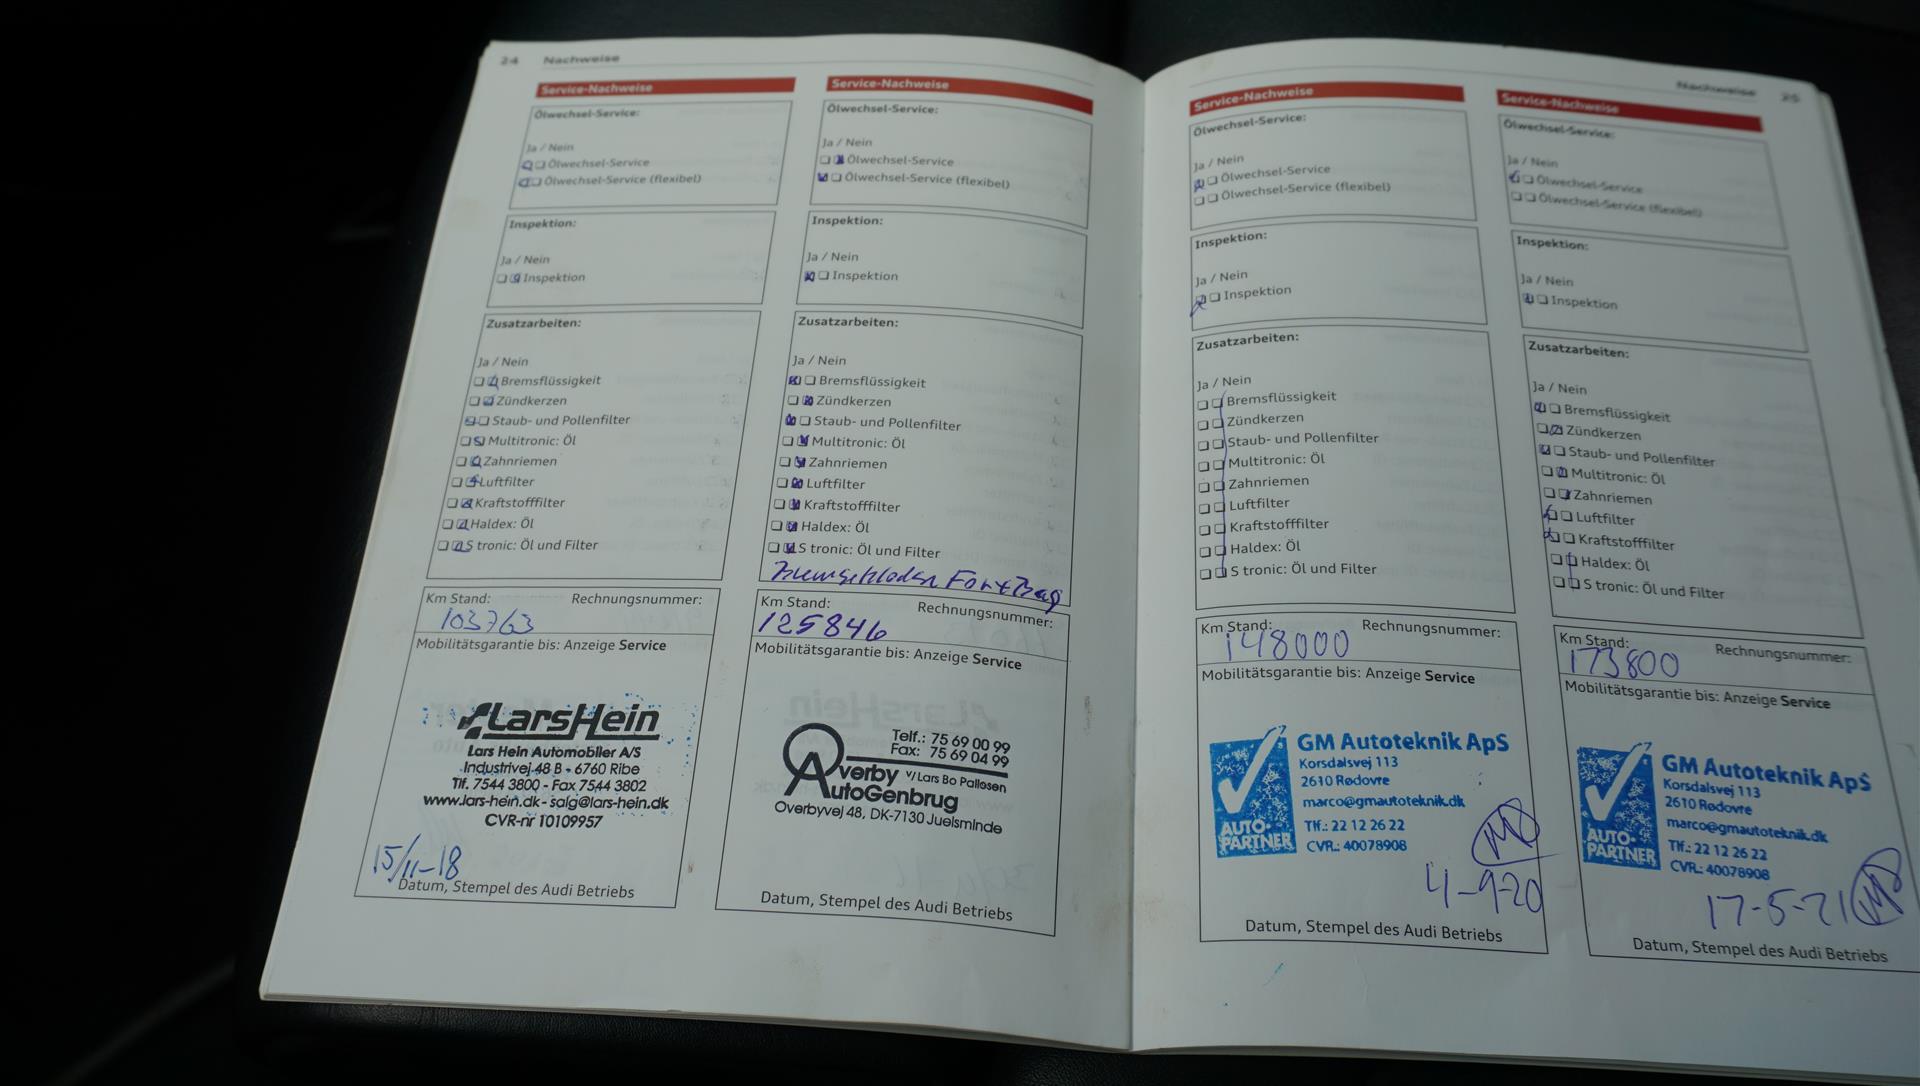 24 Nachweise
Service-Nachweise
Ölwechsel-Service:
Ja / Nein
Ölwechsel-Service
Ölwechsel-Service (flexibel)
Inspektion:
Ja / Nein
Inspektion
Zusatzarbeiten:
Ja / Nein
Bremsflüssigkeit
Zündkerzen
Staub- und Pollenfilter
Multitronic: Öl
Zahnriemen
Luftfilter
Kraftstofffilter
Haldex: Öl
S tronic: Öl und Filter
Km Stand: Rechnungsnummer:
103763
Mobilitätsgarantie bis: Anzeige Service
LarsHein
Lars Hein Automobiler A/S
Industrivej 48 B - 6760 Ribe
Tlf. 7544 3800 - Fax 7544 3802
www.lars-hein.dk - salg@lars-hein.dk
CVR-nr 10109957
15/11-18
Datum, Stempel des Audi Betriebs
Service-Nachweise
Ölwechsel-Service:
Ja / Nein
Ölwechsel-Service
Ölwechsel-Service (flexibel)
Inspektion:
Ja / Nein
Inspektion
Zusatzarbeiten:
Ja / Nein
Bremsflüssigkeit
Zündkerzen
Staub- und Pollenfilter
Multitronic: Öl
Zahnriemen
Luftfilter
Kraftstofffilter
Haldex: Öl
S tronic: Öl und Filter
For+Bag
Km Stand: Rechnungsnummer:
125846
Mobilitätsgarantie bis: Anzeige Service
Telf.: 75 69 00 99
Fax: 75 69 04 99
Overby v/Lars Bo Pallesen
AutoGenbrug
Overbyvej 48, DK-7130 Juelsminde
Datum, Stempel des Audi Betriebs
Nachweise 25
Service-Nachweise
Ölwechsel-Service:
Ja / Nein
Ölwechsel-Service
Ölwechsel-Service (flexibel)
Inspektion:
Ja / Nein
Inspektion
Zusatzarbeiten:
Ja / Nein
Bremsflüssigkeit
Zündkerzen
Staub- und Pollenfilter
Multitronic: Öl
Zahnriemen
Luftfilter
Kraftstofffilter
Haldex: Öl
S tronic: Öl und Filter
Km Stand: Rechnungsnummer:
148000
Mobilitätsgarantie bis: Anzeige Service
GM Autoteknik ApS
Korsdalsvej 113
2610 Rødovre
marco@gmautoteknik.dk
Tlf.: 22 12 26 22
CVR.: 40078908
AUTO-
PARTNER
4-9-20
Datum, Stempel des Audi Betriebs
Service-Nachweise
Ölwechsel-Service:
Ja / Nein
Ölwechsel-Service
Ölwechsel-Service (flexibel)
Inspektion:
Ja / Nein
Inspektion
Zusatzarbeiten:
Ja / Nein
Bremsflüssigkeit
Zündkerzen
Staub- und Pollenfilter
Multitronic: Öl
Zahnriemen
Luftfilter
Kraftstofffilter
Haldex: Öl
S tronic: Öl und Filter
Km Stand: Rechnungsnummer:
173800
Mobilitätsgarantie bis: Anzeige Service
GM Autoteknik ApS
Korsdalsvej 113
2610 Rødovre
marco@gmautoteknik.dk
Tlf.: 22 12 26 22
CVR.: 40078908
AUTO-
PARTNER
17-5-21
Datum, Stempel des Audi Betriebs